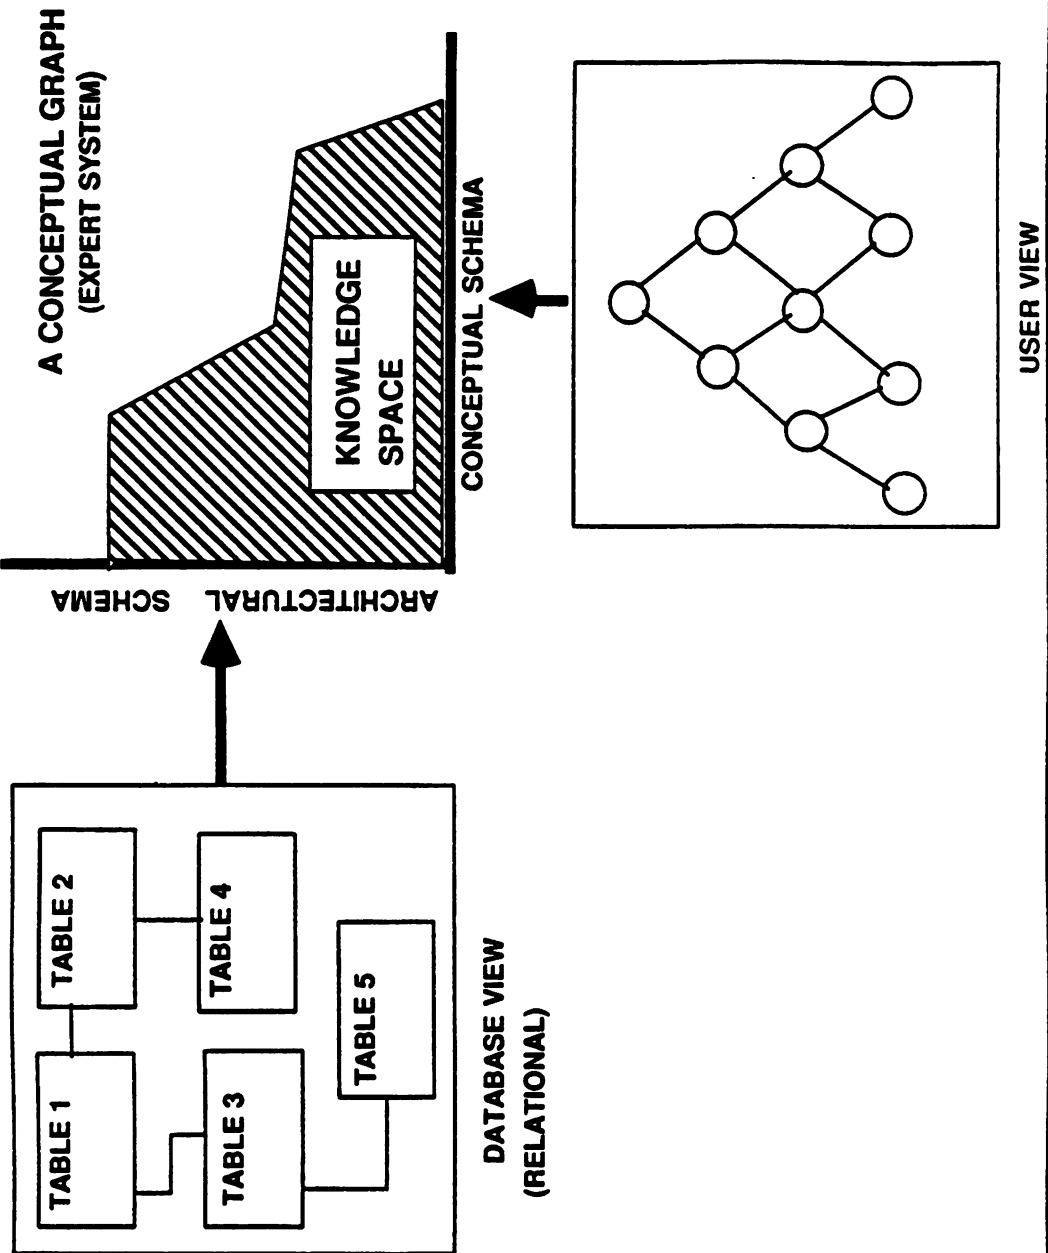 A CONCEPTUAL GRAPH
(EXPERT SYSTEM)
TABLE 1
TABLE 2
TABLE 3
TABLE 4
TABLE 5
DATABASE VIEW
(RELATIONAL)
ARCHITECTURAL SCHEMA
KNOWLEDGE
SPACE
CONCEPTUAL SCHEMA
USER VIEW